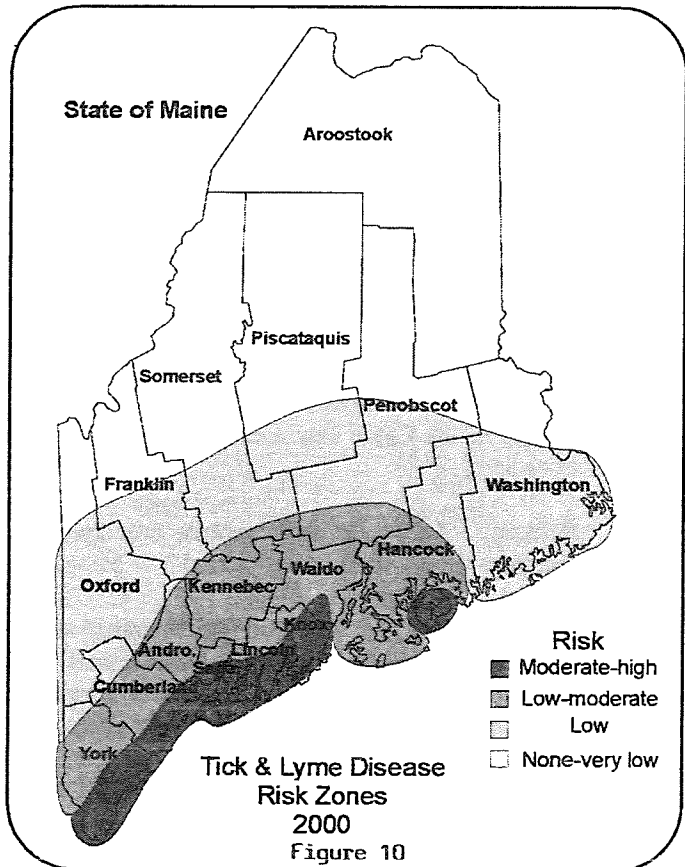 State of Maine
Aroostook
Piscataquis
Somerset
Penobscot
Franklin
Washington
Hancock
Waldo
Oxford
Kennebec
Knox
Andro.
Lincoln
Cumberland
York
Risk
Moderate-high
Low-moderate
Low
None-very low
Tick & Lyme Disease
Risk Zones
2000
Figure 10